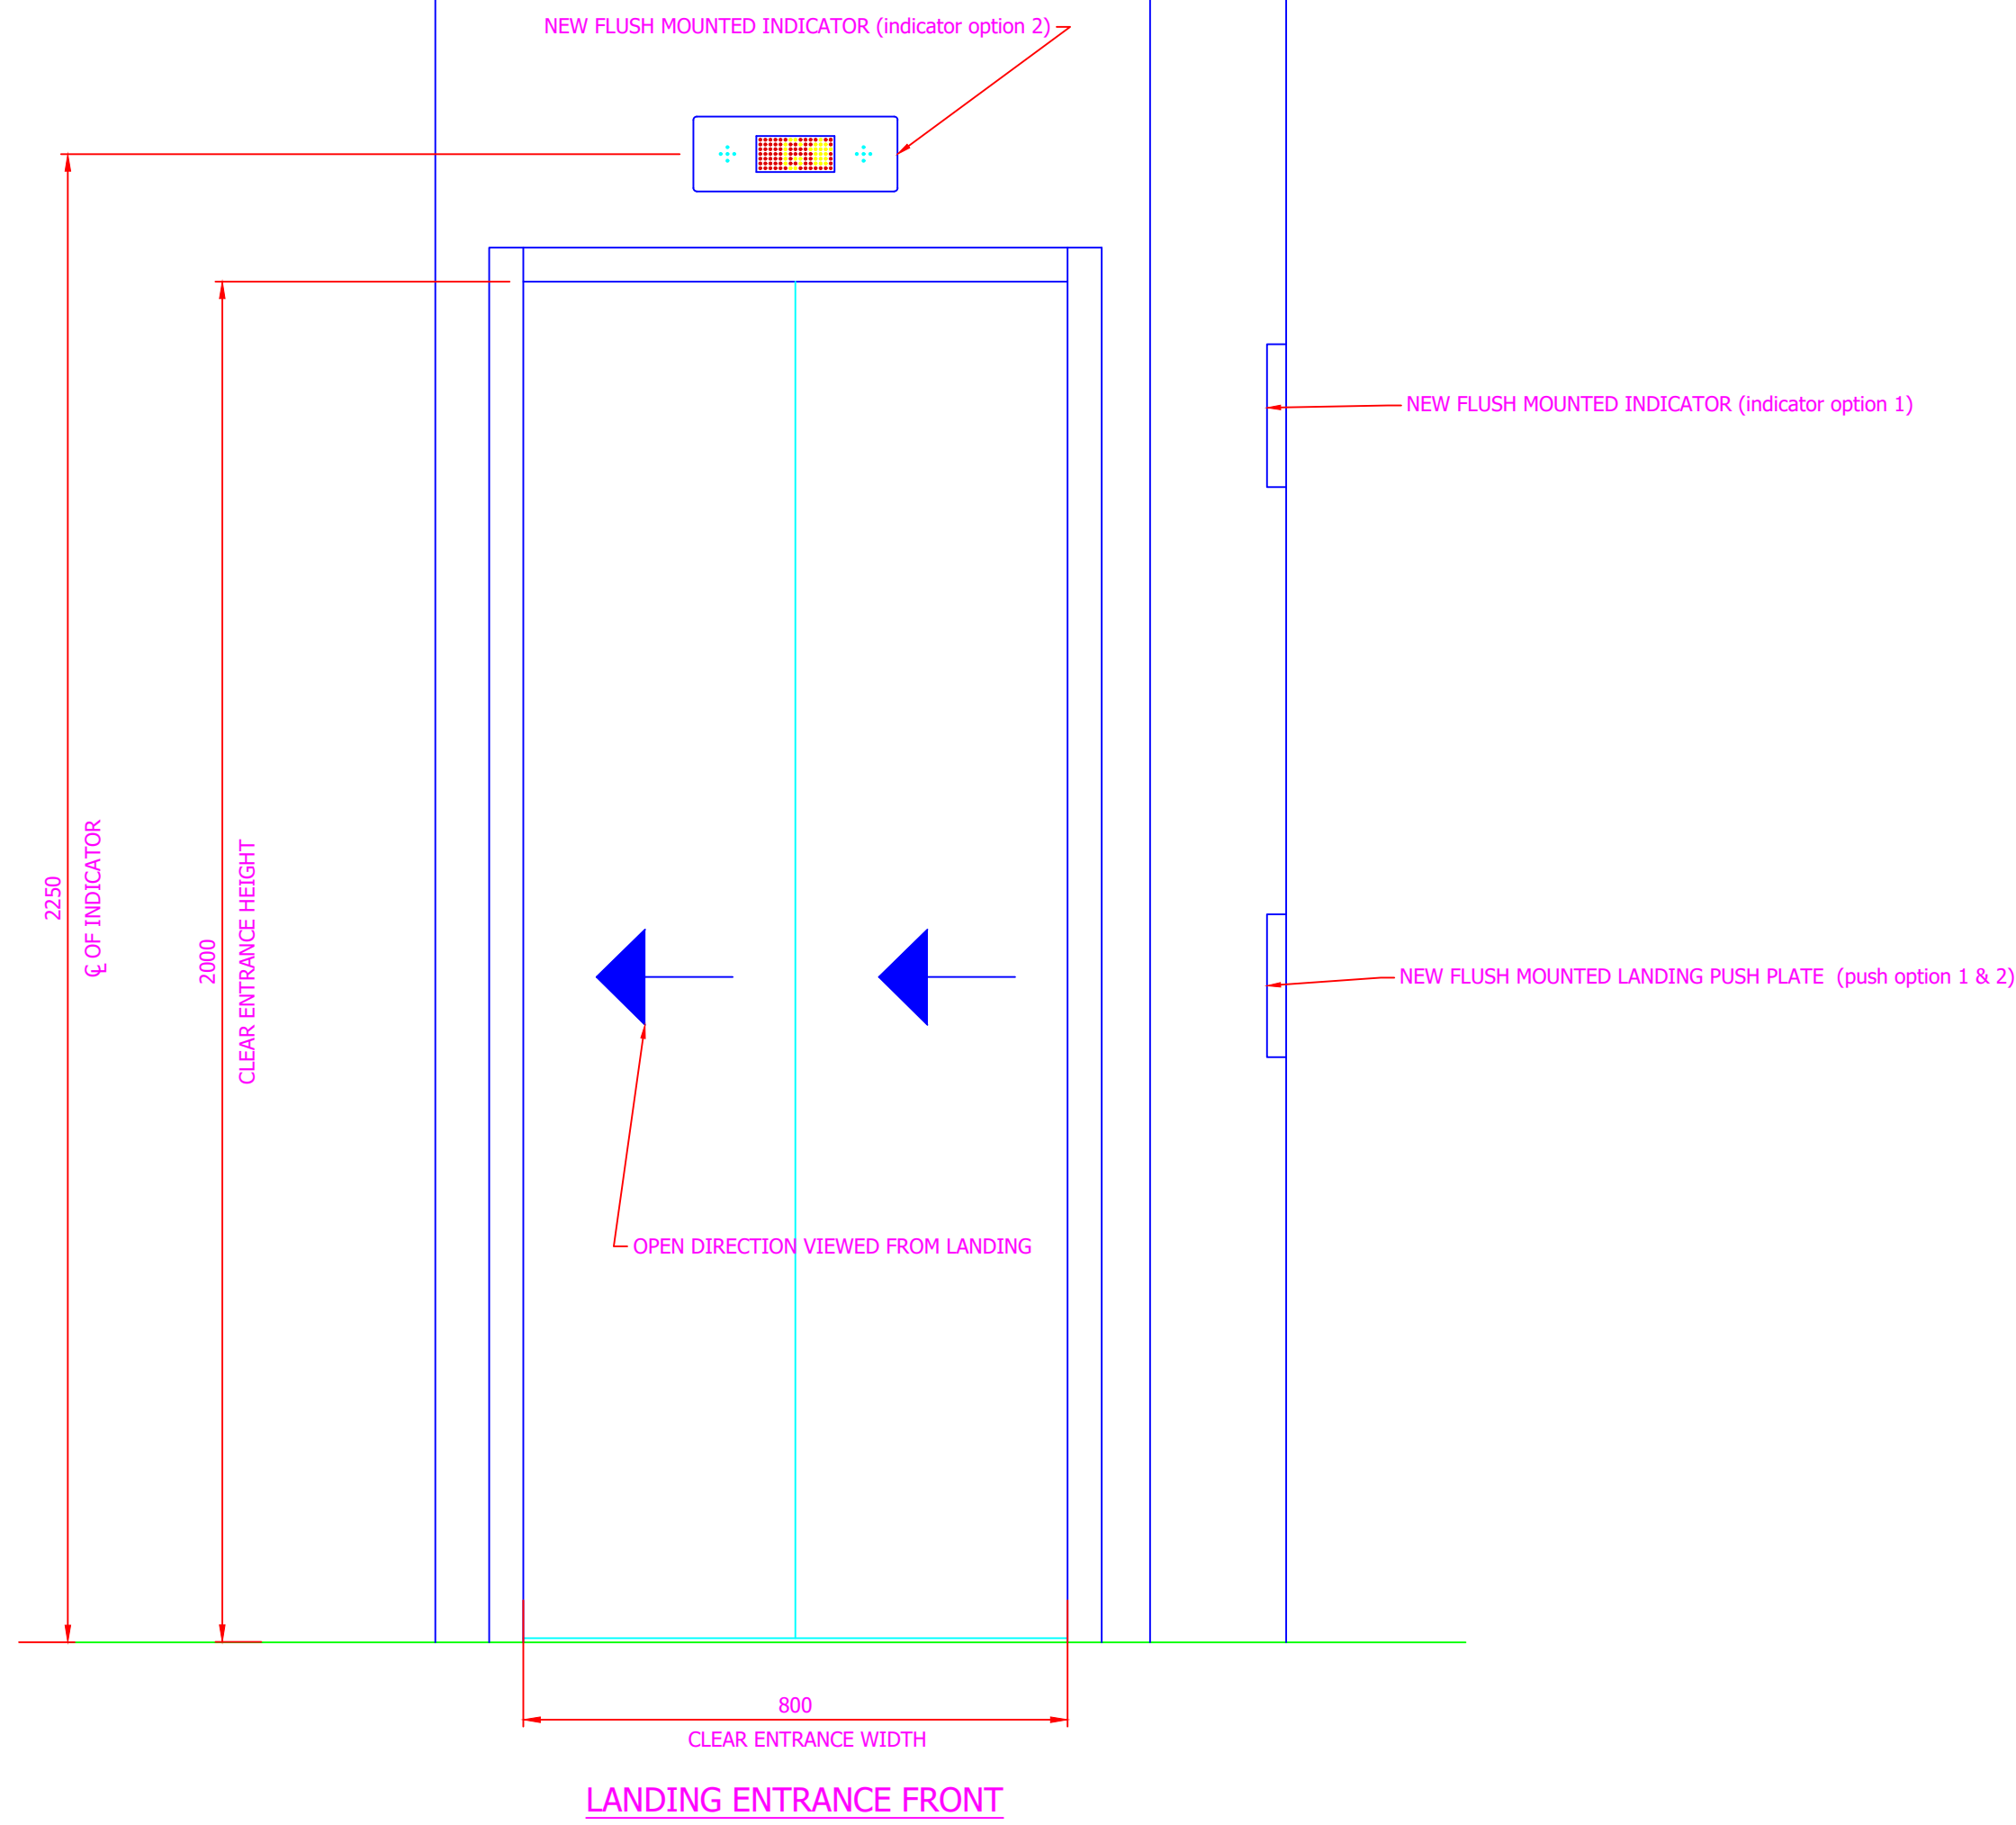 NEW FLUSH MOUNTED INDICATOR (indicator option 2)
NEW FLUSH MOUNTED INDICATOR (indicator option 1)
2250
℄ OF INDICATOR
2000
CLEAR ENTRANCE HEIGHT
NEW FLUSH MOUNTED LANDING PUSH PLATE (push option 1 & 2)
OPEN DIRECTION VIEWED FROM LANDING
800
CLEAR ENTRANCE WIDTH
LANDING ENTRANCE FRONT